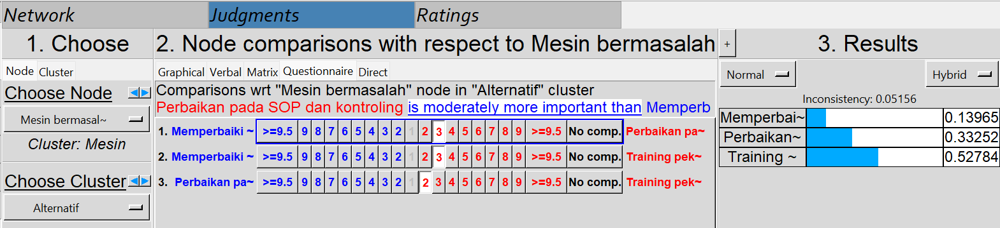 Network Judgments Ratings
1. Choose
Node Cluster
Choose Node
Mesin bermasal~
Cluster: Mesin
Choose Cluster
Alternatif
2. Node comparisons with respect to Mesin bermasalah
Graphical Verbal Matrix Questionnaire Direct
Comparisons wrt "Mesin bermasalah" node in "Alternatif" cluster
Perbaikan pada SOP dan kontroling is moderately more important than Memperb
1. Memperbaiki ~ >=9.5 9 8 7 6 5 4 3 2 1 2 3 4 5 6 7 8 9 >=9.5 No comp. Perbaikan pa~
2. Memperbaiki ~ >=9.5 9 8 7 6 5 4 3 2 1 2 3 4 5 6 7 8 9 >=9.5 No comp. Training pek~
3. Perbaikan pa~ >=9.5 9 8 7 6 5 4 3 2 1 2 3 4 5 6 7 8 9 >=9.5 No comp. Training pek~
+ 3. Results
Normal Hybrid
Inconsistency: 0.05156
Memperbai~ 0.13965
Perbaikan~ 0.33252
Training ~ 0.52784